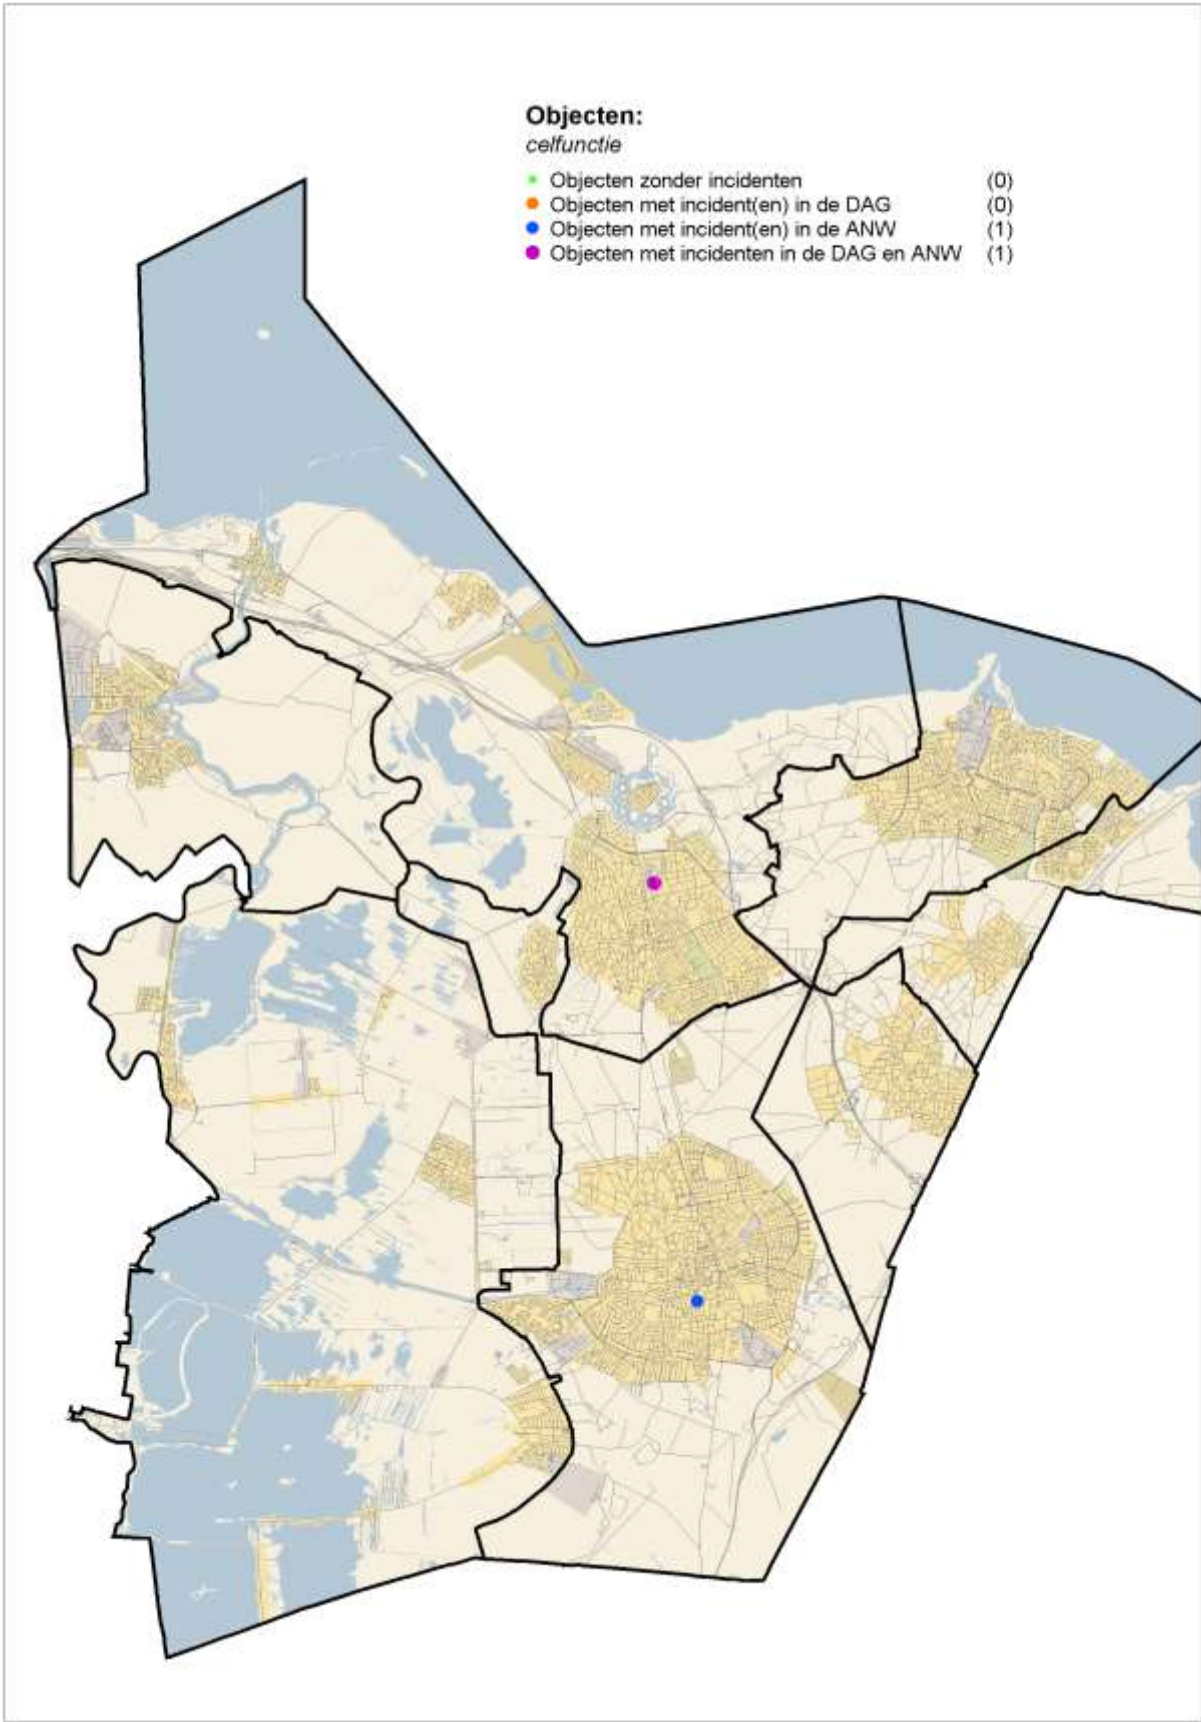 Objecten:
celfunctie
Objecten zonder incidenten (0)
Objecten met incident(en) in de DAG (0)
Objecten met incident(en) in de ANW (1)
Objecten met incidenten in de DAG en ANW (1)